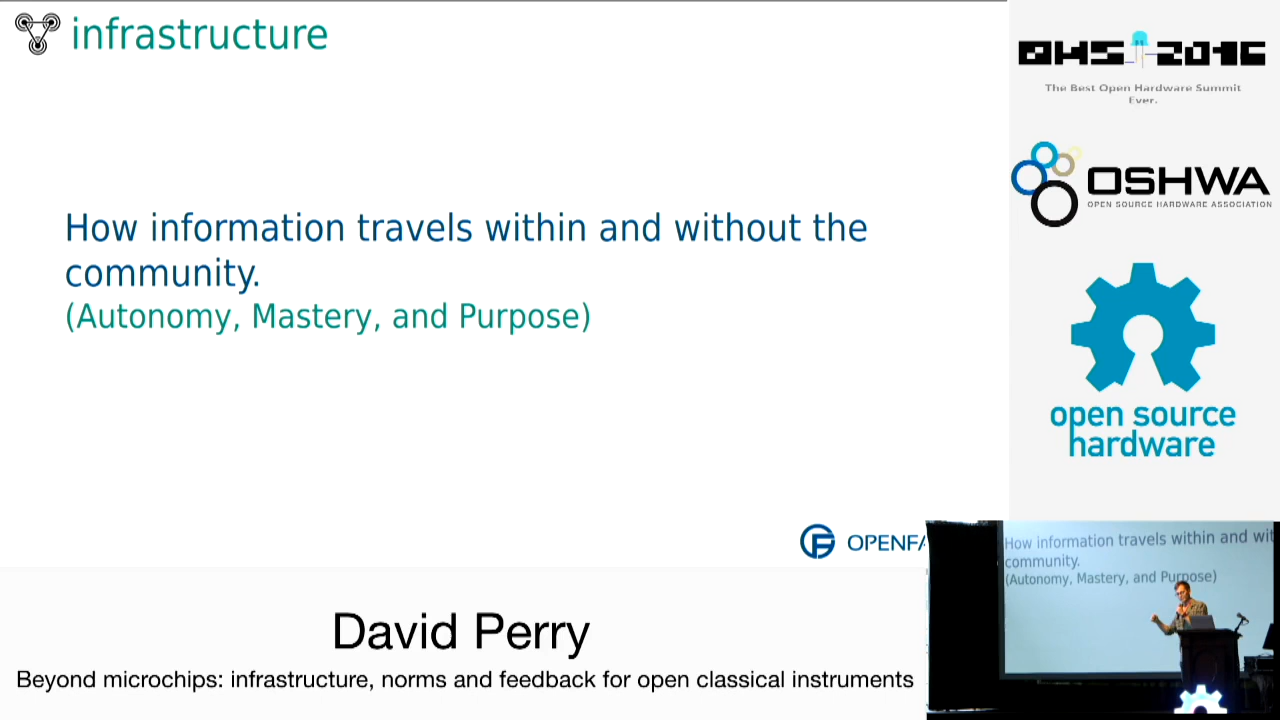 infrastructure
How information travels within and without the
community.
(Autonomy, Mastery, and Purpose)
OPENFA
David Perry
Beyond microchips: infrastructure, norms and feedback for open classical instruments
OHS 2016
The Best Open Hardware Summit
Ever.
OSHWA
OPEN SOURCE HARDWARE ASSOCIATION
open source
hardware
How information travels within and wit
community.
(Autonomy, Mastery, and Purpose)